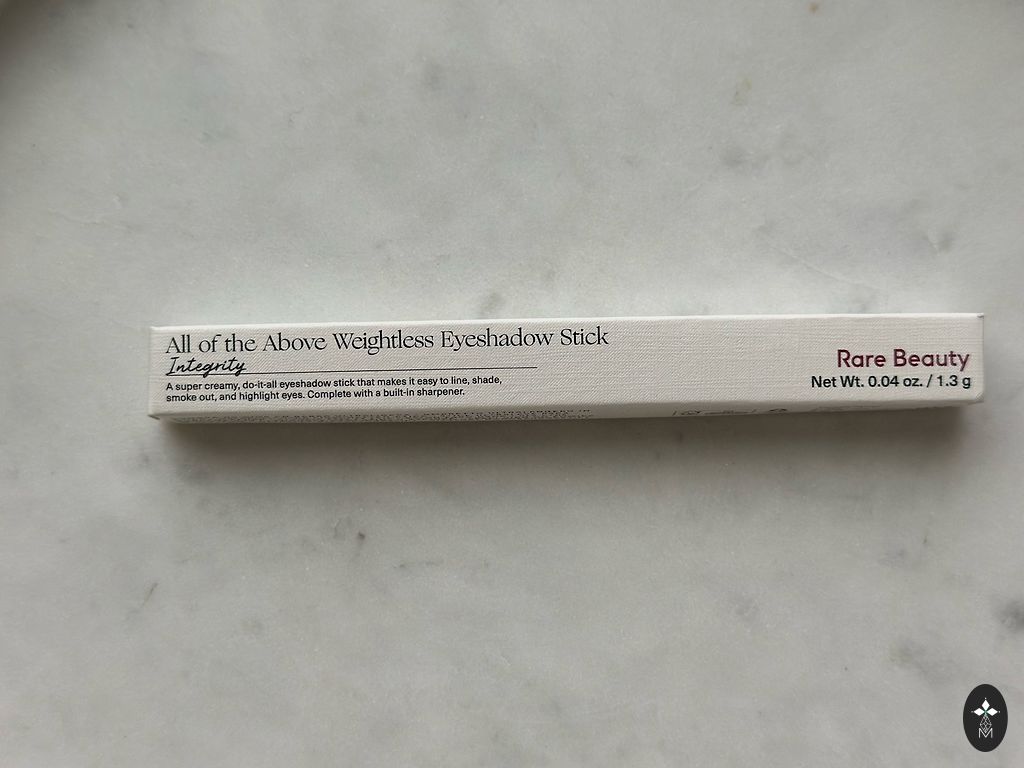 All of the Above Weightless Eyeshadow Stick
Integrity
A super creamy, do-it-all eyeshadow stick that makes it easy to line, shade,
smoke out, and highlight eyes. Complete with a built-in sharpener.
Rare Beauty
Net Wt. 0.04 oz. / 1.3 g
M